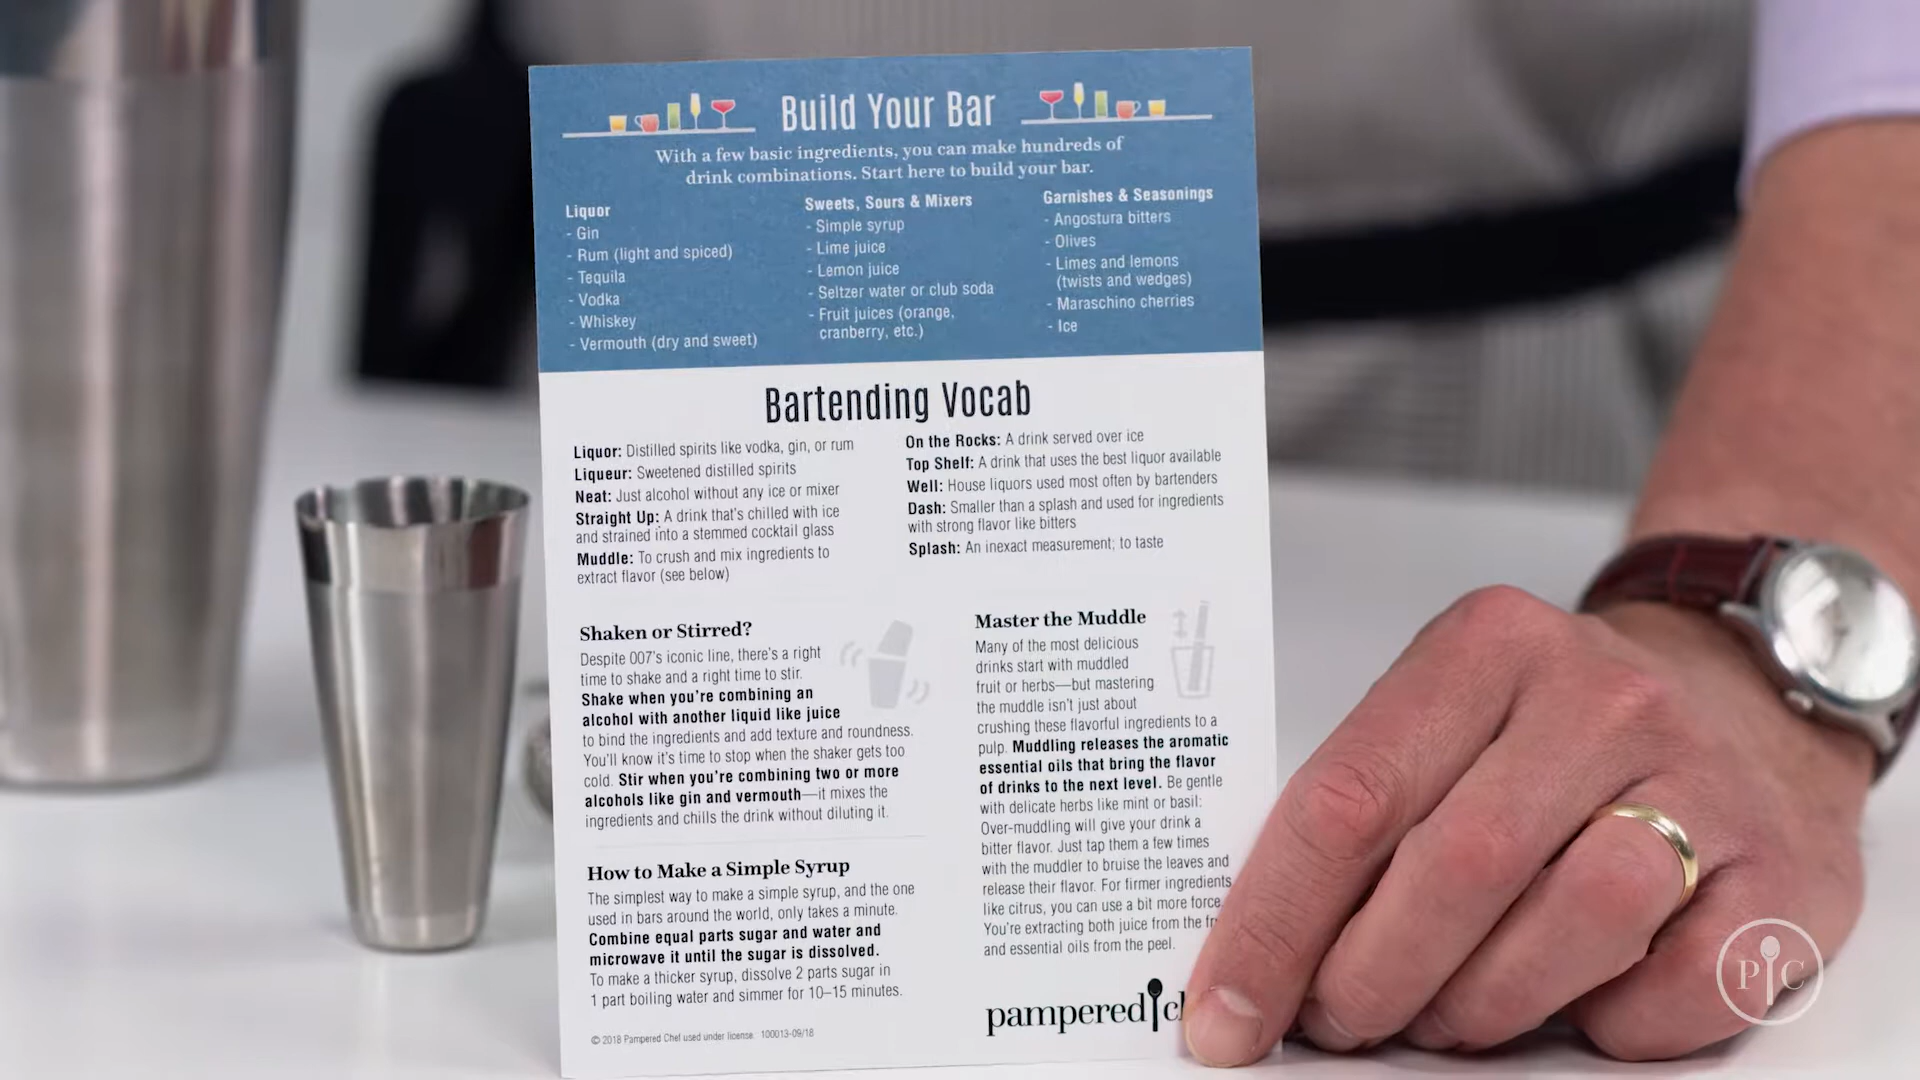 Build Your Bar
With a few basic ingredients, you can make hundreds of
drink combinations. Start here to build your bar.
Liquor
- Gin
- Rum (light and spiced)
- Tequila
- Vodka
- Whiskey
- Vermouth (dry and sweet)
Sweets, Sours & Mixers
- Simple syrup
- Lime juice
- Lemon juice
- Seltzer water or club soda
- Fruit juices (orange,
cranberry, etc.)
Garnishes & Seasonings
- Angostura bitters
- Olives
- Limes and lemons
(twists and wedges)
- Maraschino cherries
- Ice
Bartending Vocab
Liquor: Distilled spirits like vodka, gin, or rum
Liqueur: Sweetened distilled spirits
Neat: Just alcohol without any ice or mixer
Straight Up: A drink that's chilled with ice
and strained into a stemmed cocktail glass
Muddle: To crush and mix ingredients to
extract flavor (see below)
On the Rocks: A drink served over ice
Top Shelf: A drink that uses the best liquor available
Well: House liquors used most often by bartenders
Dash: Smaller than a splash and used for ingredients
with strong flavor like bitters
Splash: An inexact measurement; to taste
Shaken or Stirred?
Despite 007's iconic line, there's a right
time to shake and a right time to stir.
Shake when you're combining an
alcohol with another liquid like juice
to bind the ingredients and add texture and roundness.
You'll know it's time to stop when the shaker gets too
cold. Stir when you're combining two or more
alcohols like gin and vermouth—it mixes the
ingredients and chills the drink without diluting it.
How to Make a Simple Syrup
The simplest way to make a simple syrup, and the one
used in bars around the world, only takes a minute.
Combine equal parts sugar and water and
microwave it until the sugar is dissolved.
To make a thicker syrup, dissolve 2 parts sugar in
1 part boiling water and simmer for 10–15 minutes.
© 2018 Pampered Chef used under license. 100013-09/18
Master the Muddle
Many of the most delicious
drinks start with muddled
fruit or herbs—but mastering
the muddle isn't just about
crushing these flavorful ingredients to a
pulp. Muddling releases the aromatic
essential oils that bring the flavor
of drinks to the next level. Be gentle
with delicate herbs like mint or basil:
Over-muddling will give your drink a
bitter flavor. Just tap them a few times
with the muddler to bruise the leaves and
release their flavor. For firmer ingredients
like citrus, you can use a bit more force.
You're extracting both juice from the
and essential oils from the peel.
pampered
PC